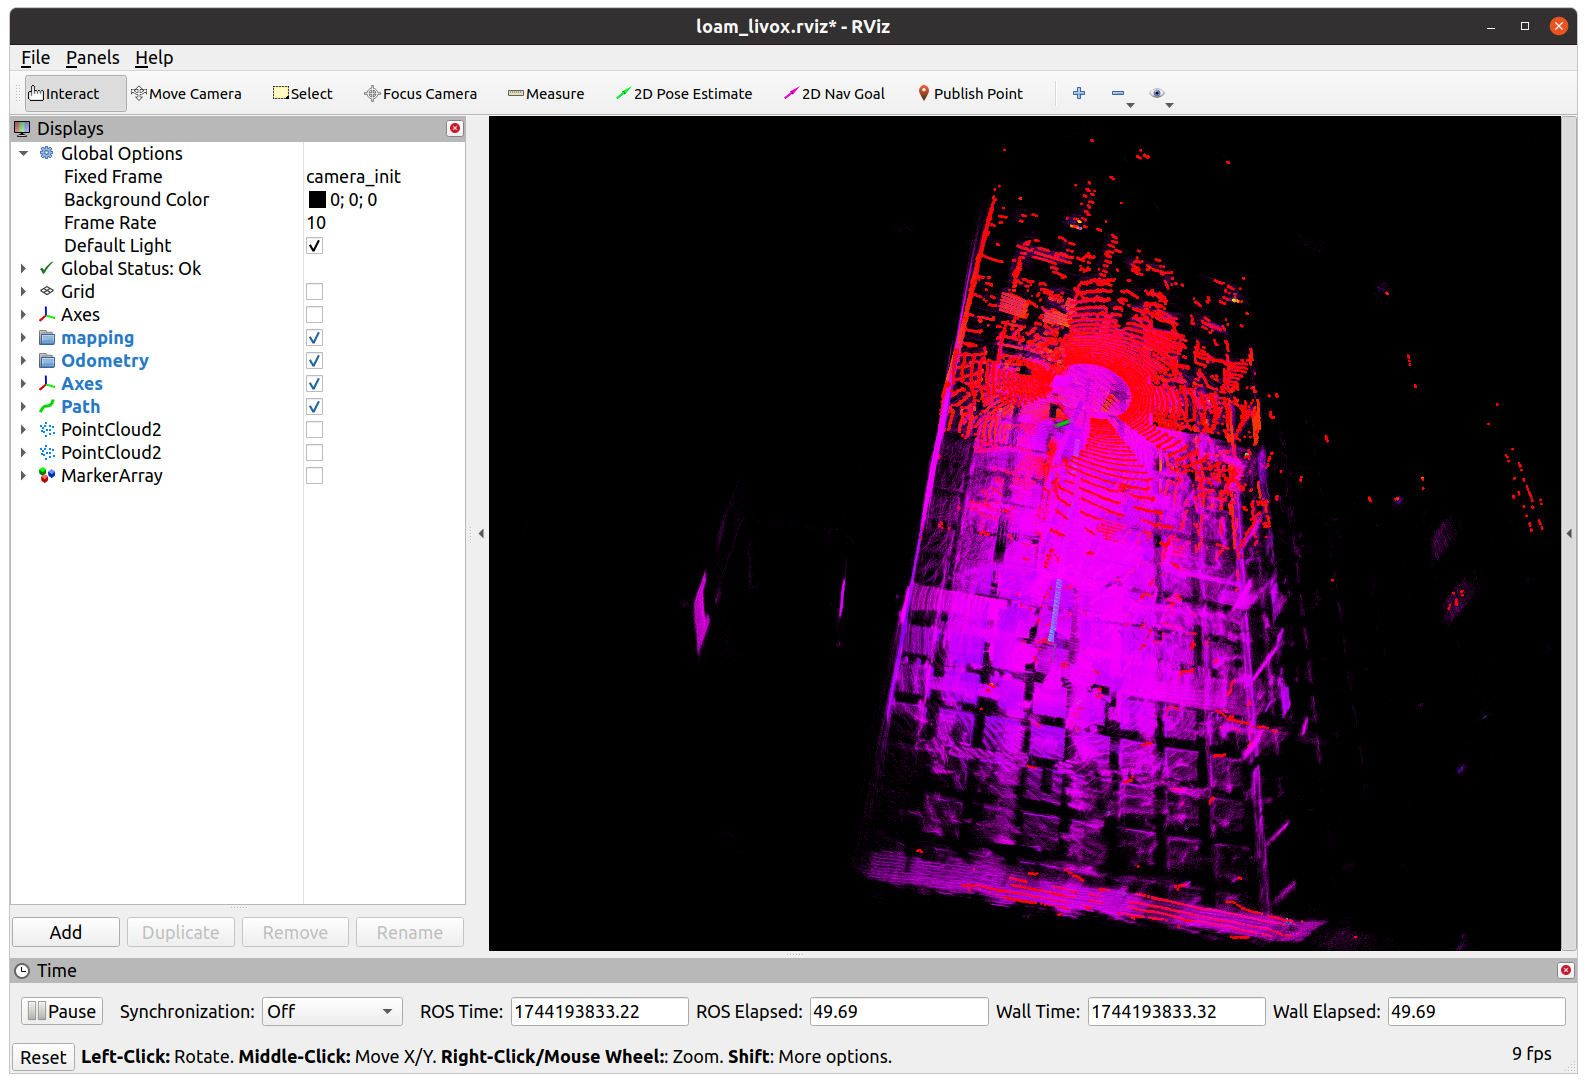 loam_livox.rviz* - RViz
File Panels Help
Interact Move Camera Select Focus Camera Measure 2D Pose Estimate 2D Nav Goal Publish Point
Displays
Global Options
Fixed Frame camera_init
Background Color 0; 0; 0
Frame Rate 10
Default Light
Global Status: Ok
Grid
Axes
mapping
Odometry
Axes
Path
PointCloud2
PointCloud2
MarkerArray
Add Duplicate Remove Rename
Time
Pause Synchronization: Off ROS Time: 1744193833.22 ROS Elapsed: 49.69 Wall Time: 1744193833.32 Wall Elapsed: 49.69
Reset Left-Click: Rotate. Middle-Click: Move X/Y. Right-Click/Mouse Wheel:: Zoom. Shift: More options. 9 fps